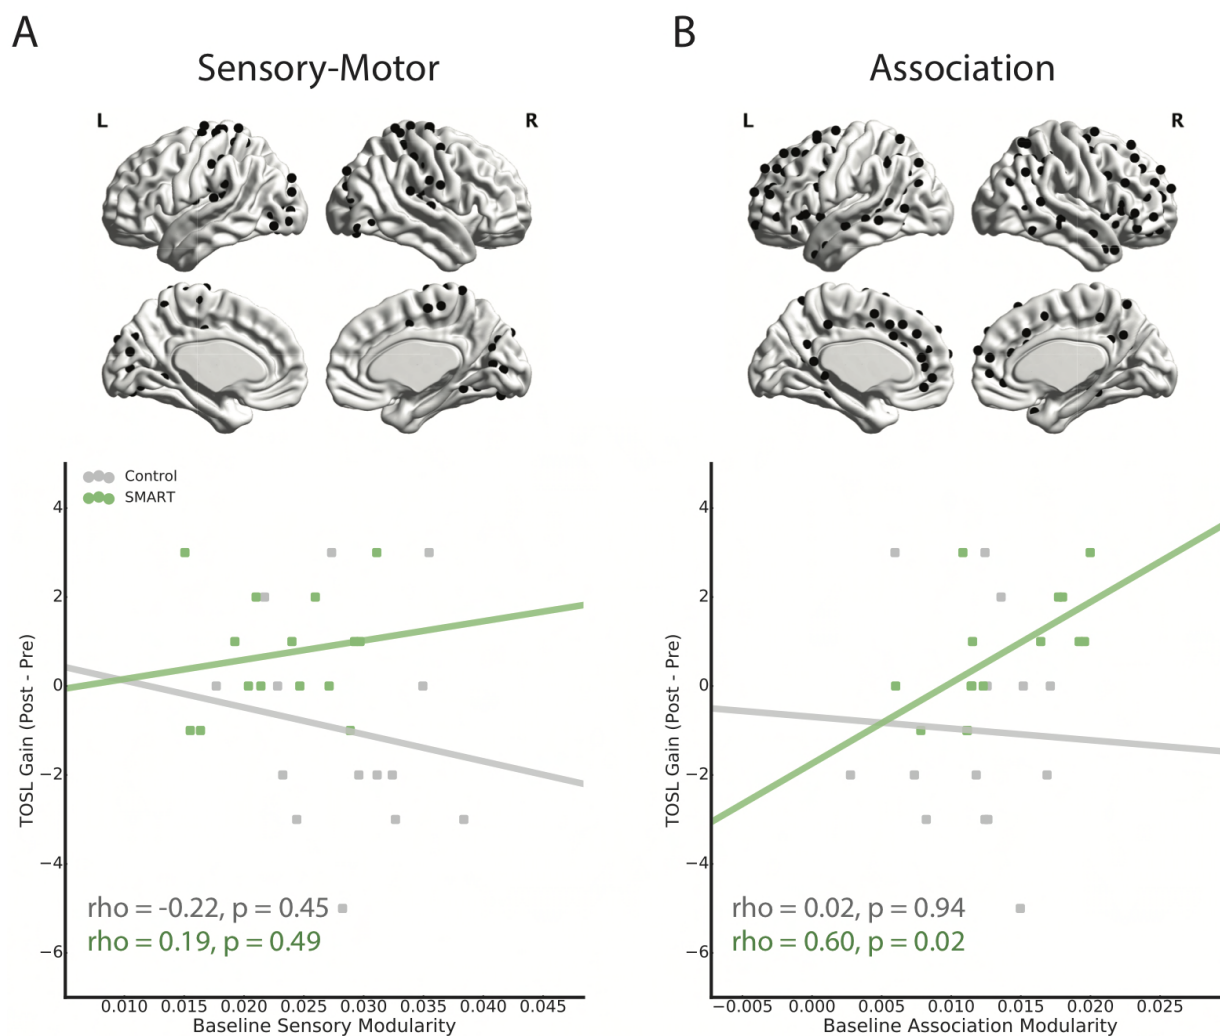 A
B
Sensory-Motor
Association
L
R
L
R
Control
SMART
4
2
0
−2
−4
−6
TOSL Gain (Post - Pre)
rho = -0.22, p = 0.45
rho = 0.19, p = 0.49
0.010 0.015 0.020 0.025 0.030 0.035 0.040 0.045
Baseline Sensory Modularity
4
2
0
−2
−4
−6
TOSL Gain (Post - Pre)
rho = 0.02, p = 0.94
rho = 0.60, p = 0.02
−0.005 0.000 0.005 0.010 0.015 0.020 0.025
Baseline Association Modularity